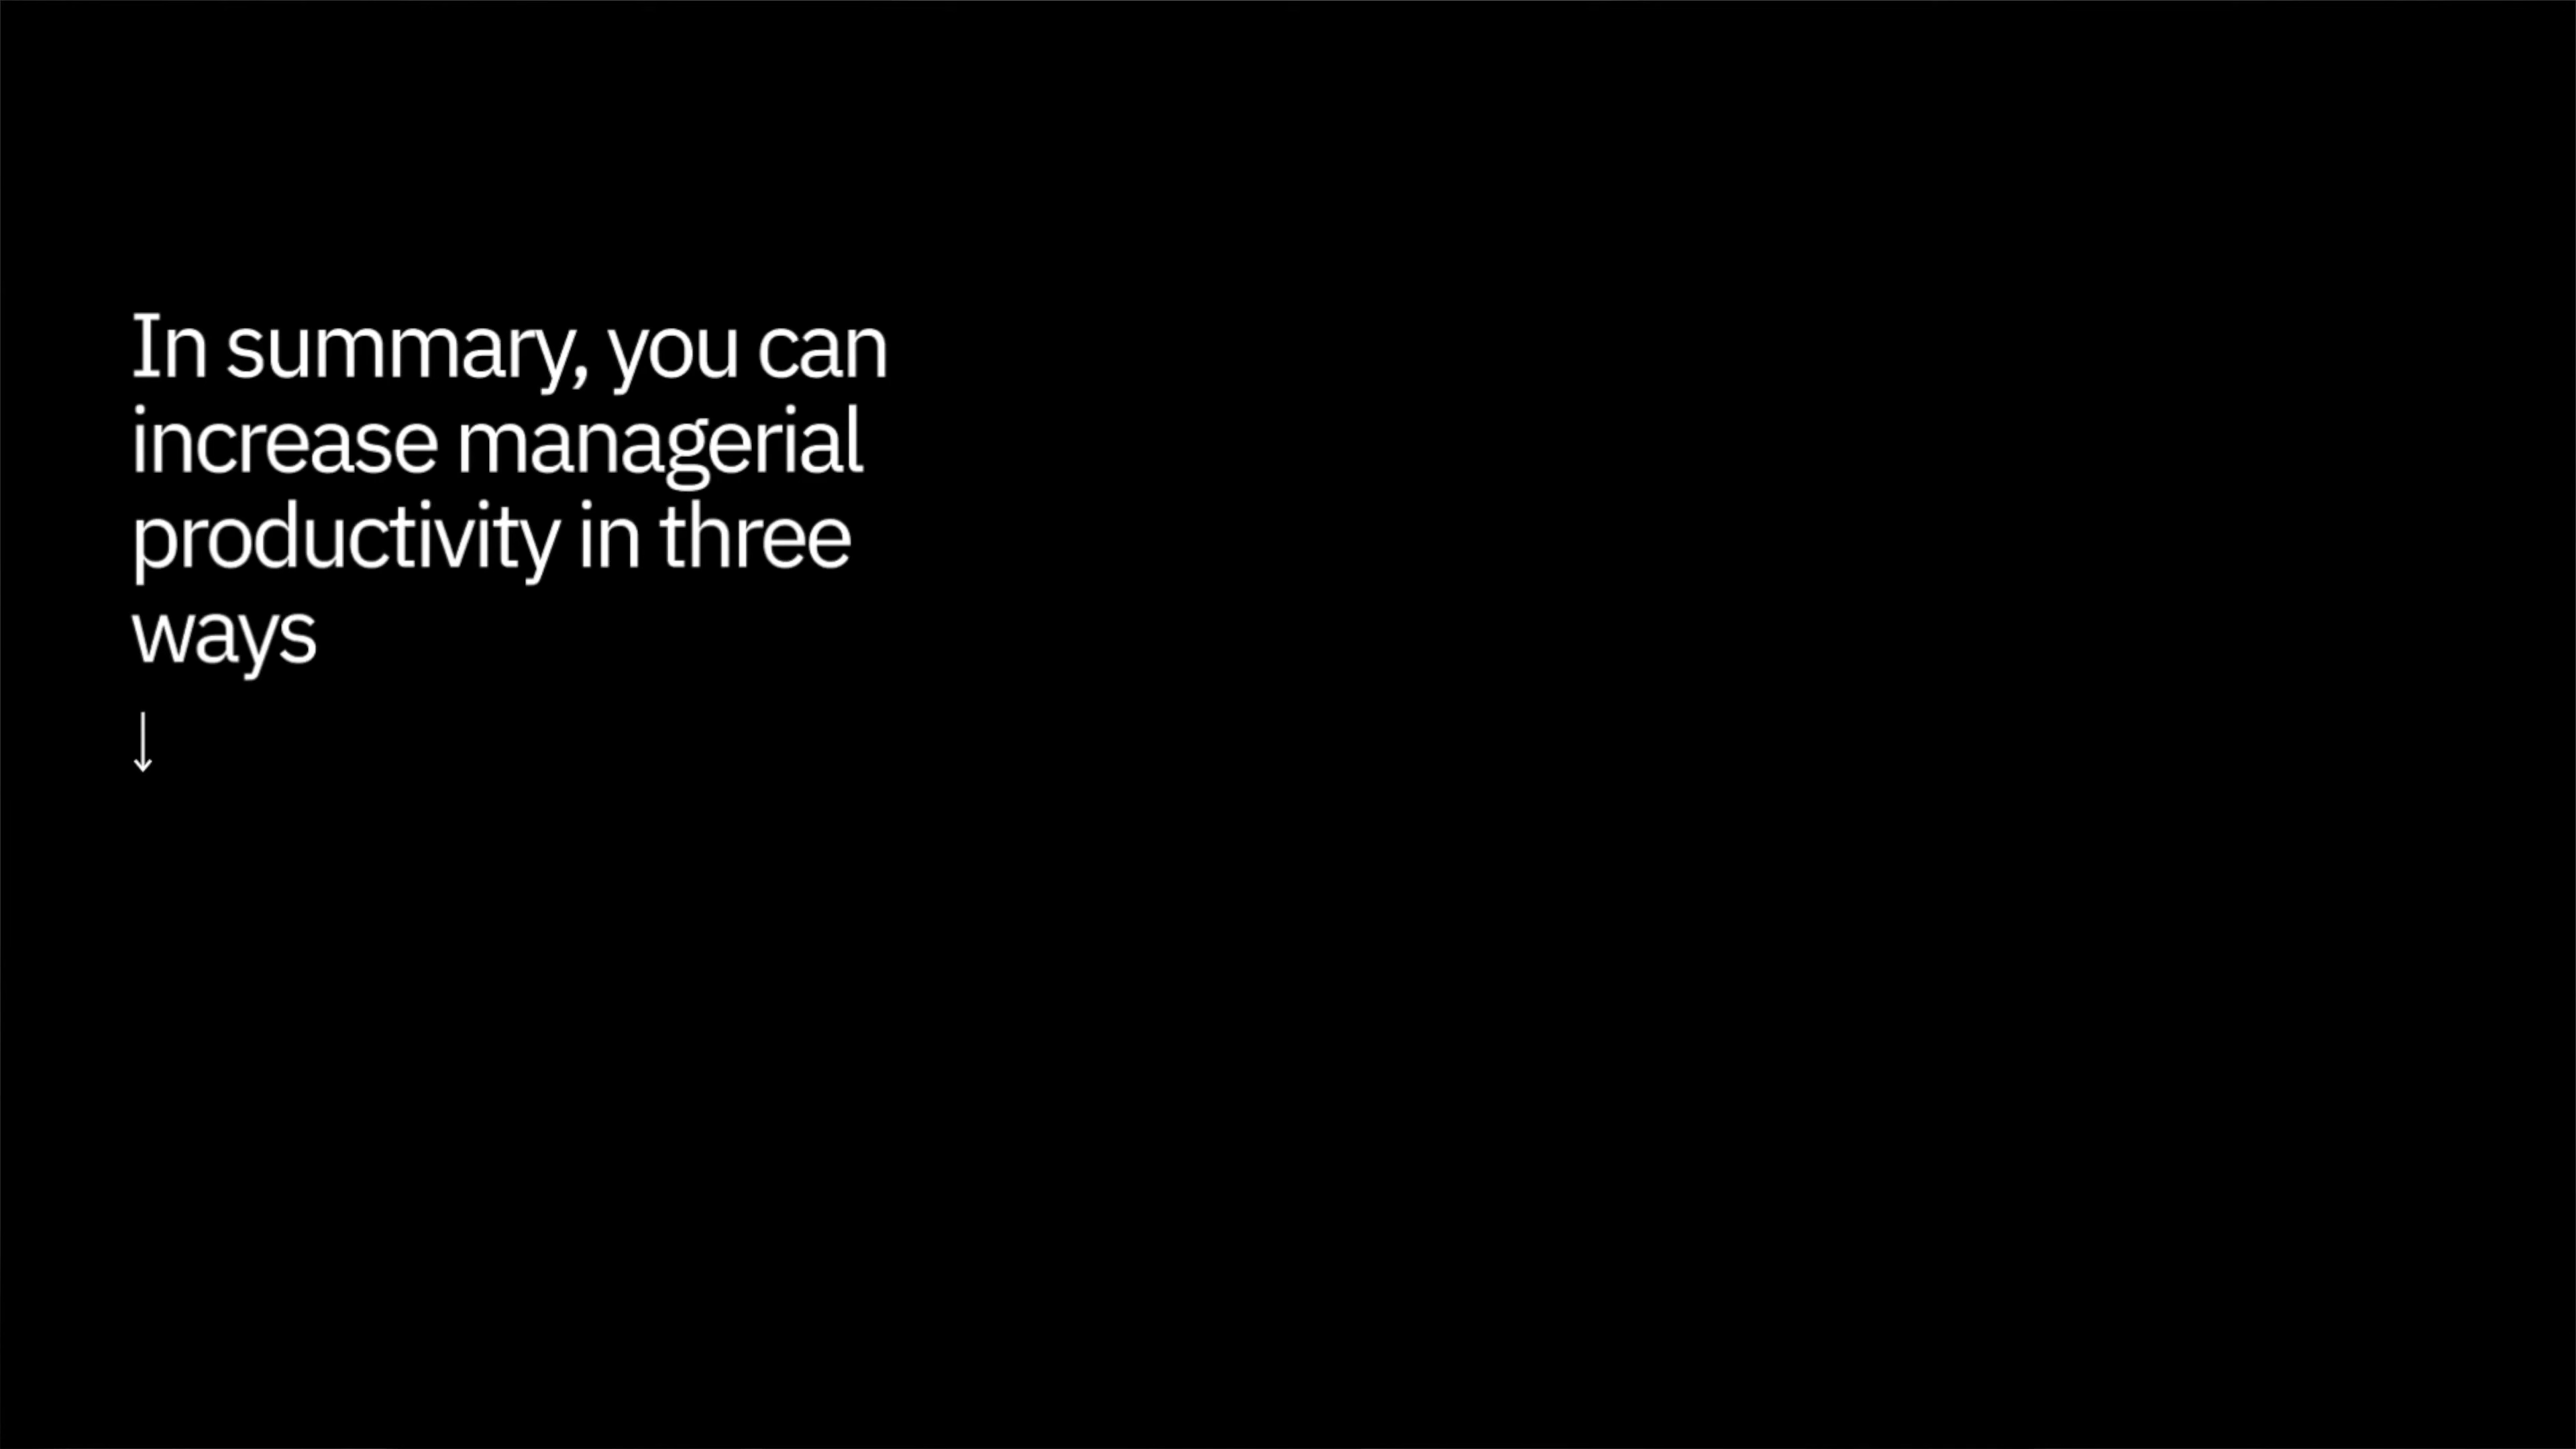 In summary, you can
increase managerial
productivity in three
ways
↓